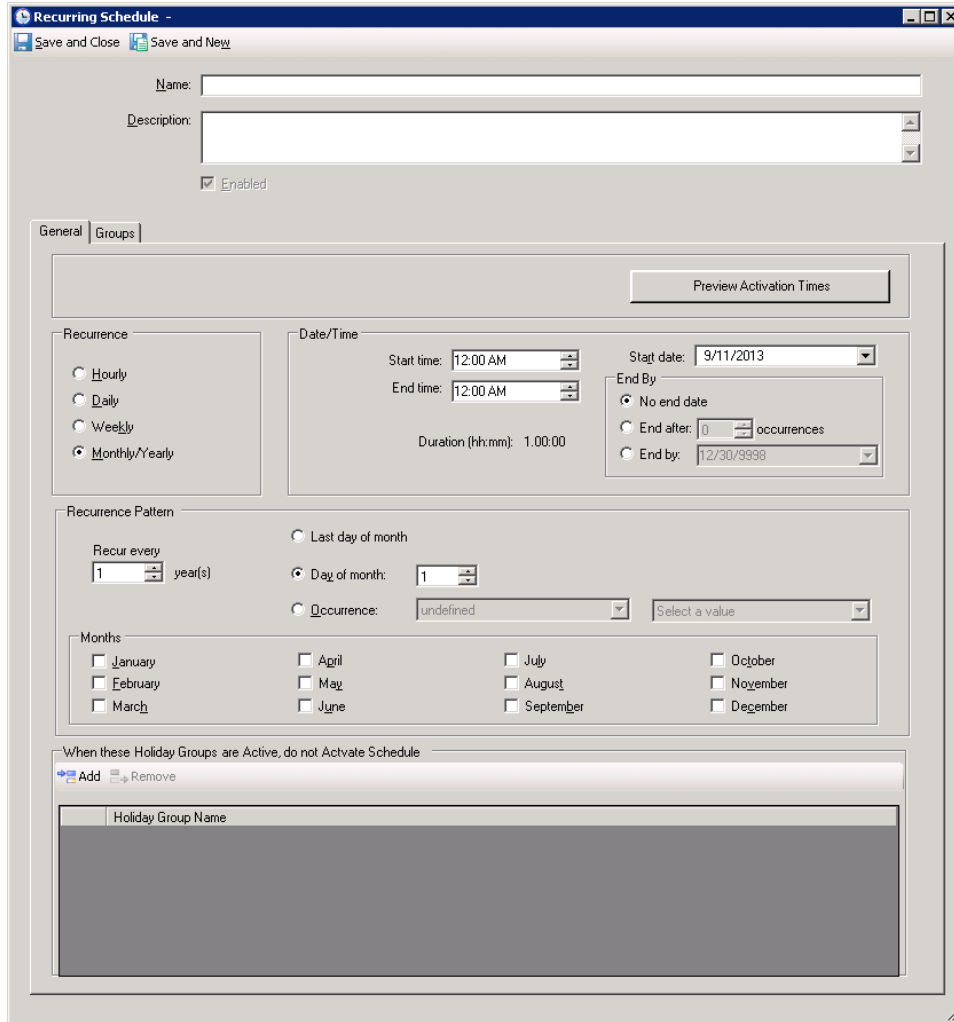 Recurring Schedule -
Save and Close Save and New
Name:
Description:
Enabled
General Groups
Preview Activation Times
Recurrence
Hourly
Daily
Weekly
Monthly/Yearly
Date/Time
Start time: 12:00 AM
End time: 12:00 AM
Duration (hh:mm): 1.00:00
Start date: 9/11/2013
End By
No end date
End after: 0 occurrences
End by: 12/30/9998
Recurrence Pattern
Recur every
1 year(s)
Last day of month
Day of month: 1
Occurrence: undefined Select a value
Months
January April July October
February May August November
March June September December
When these Holiday Groups are Active, do not Actvate Schedule
Add Remove
Holiday Group Name